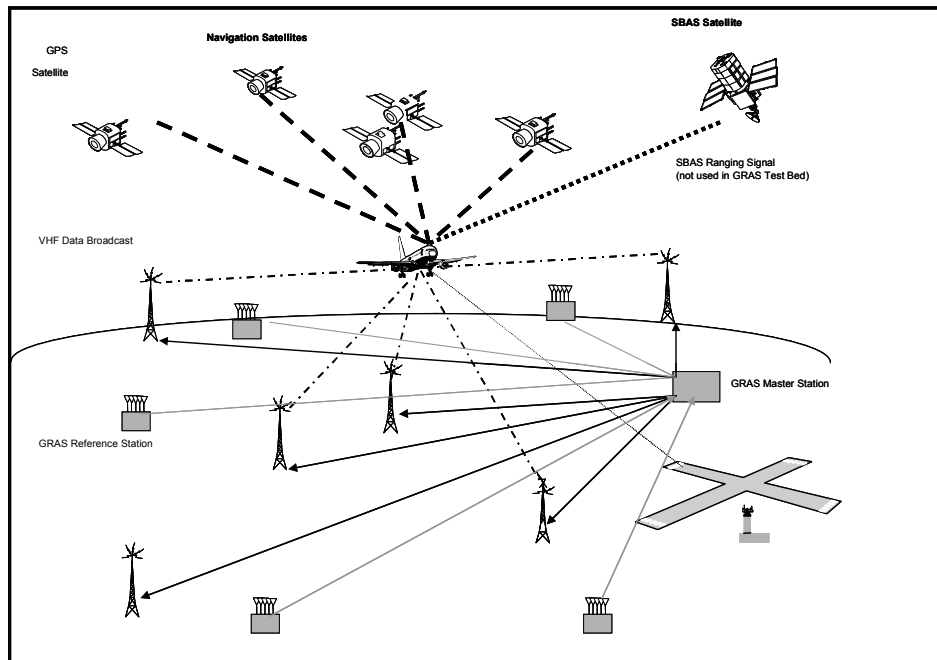 SBAS Satellite
Navigation Satellites
GPS
Satellite
SBAS Ranging Signal
(not used in GRAS Test Bed)
VHF Data Broadcast
GRAS Master Station
GRAS Reference Station